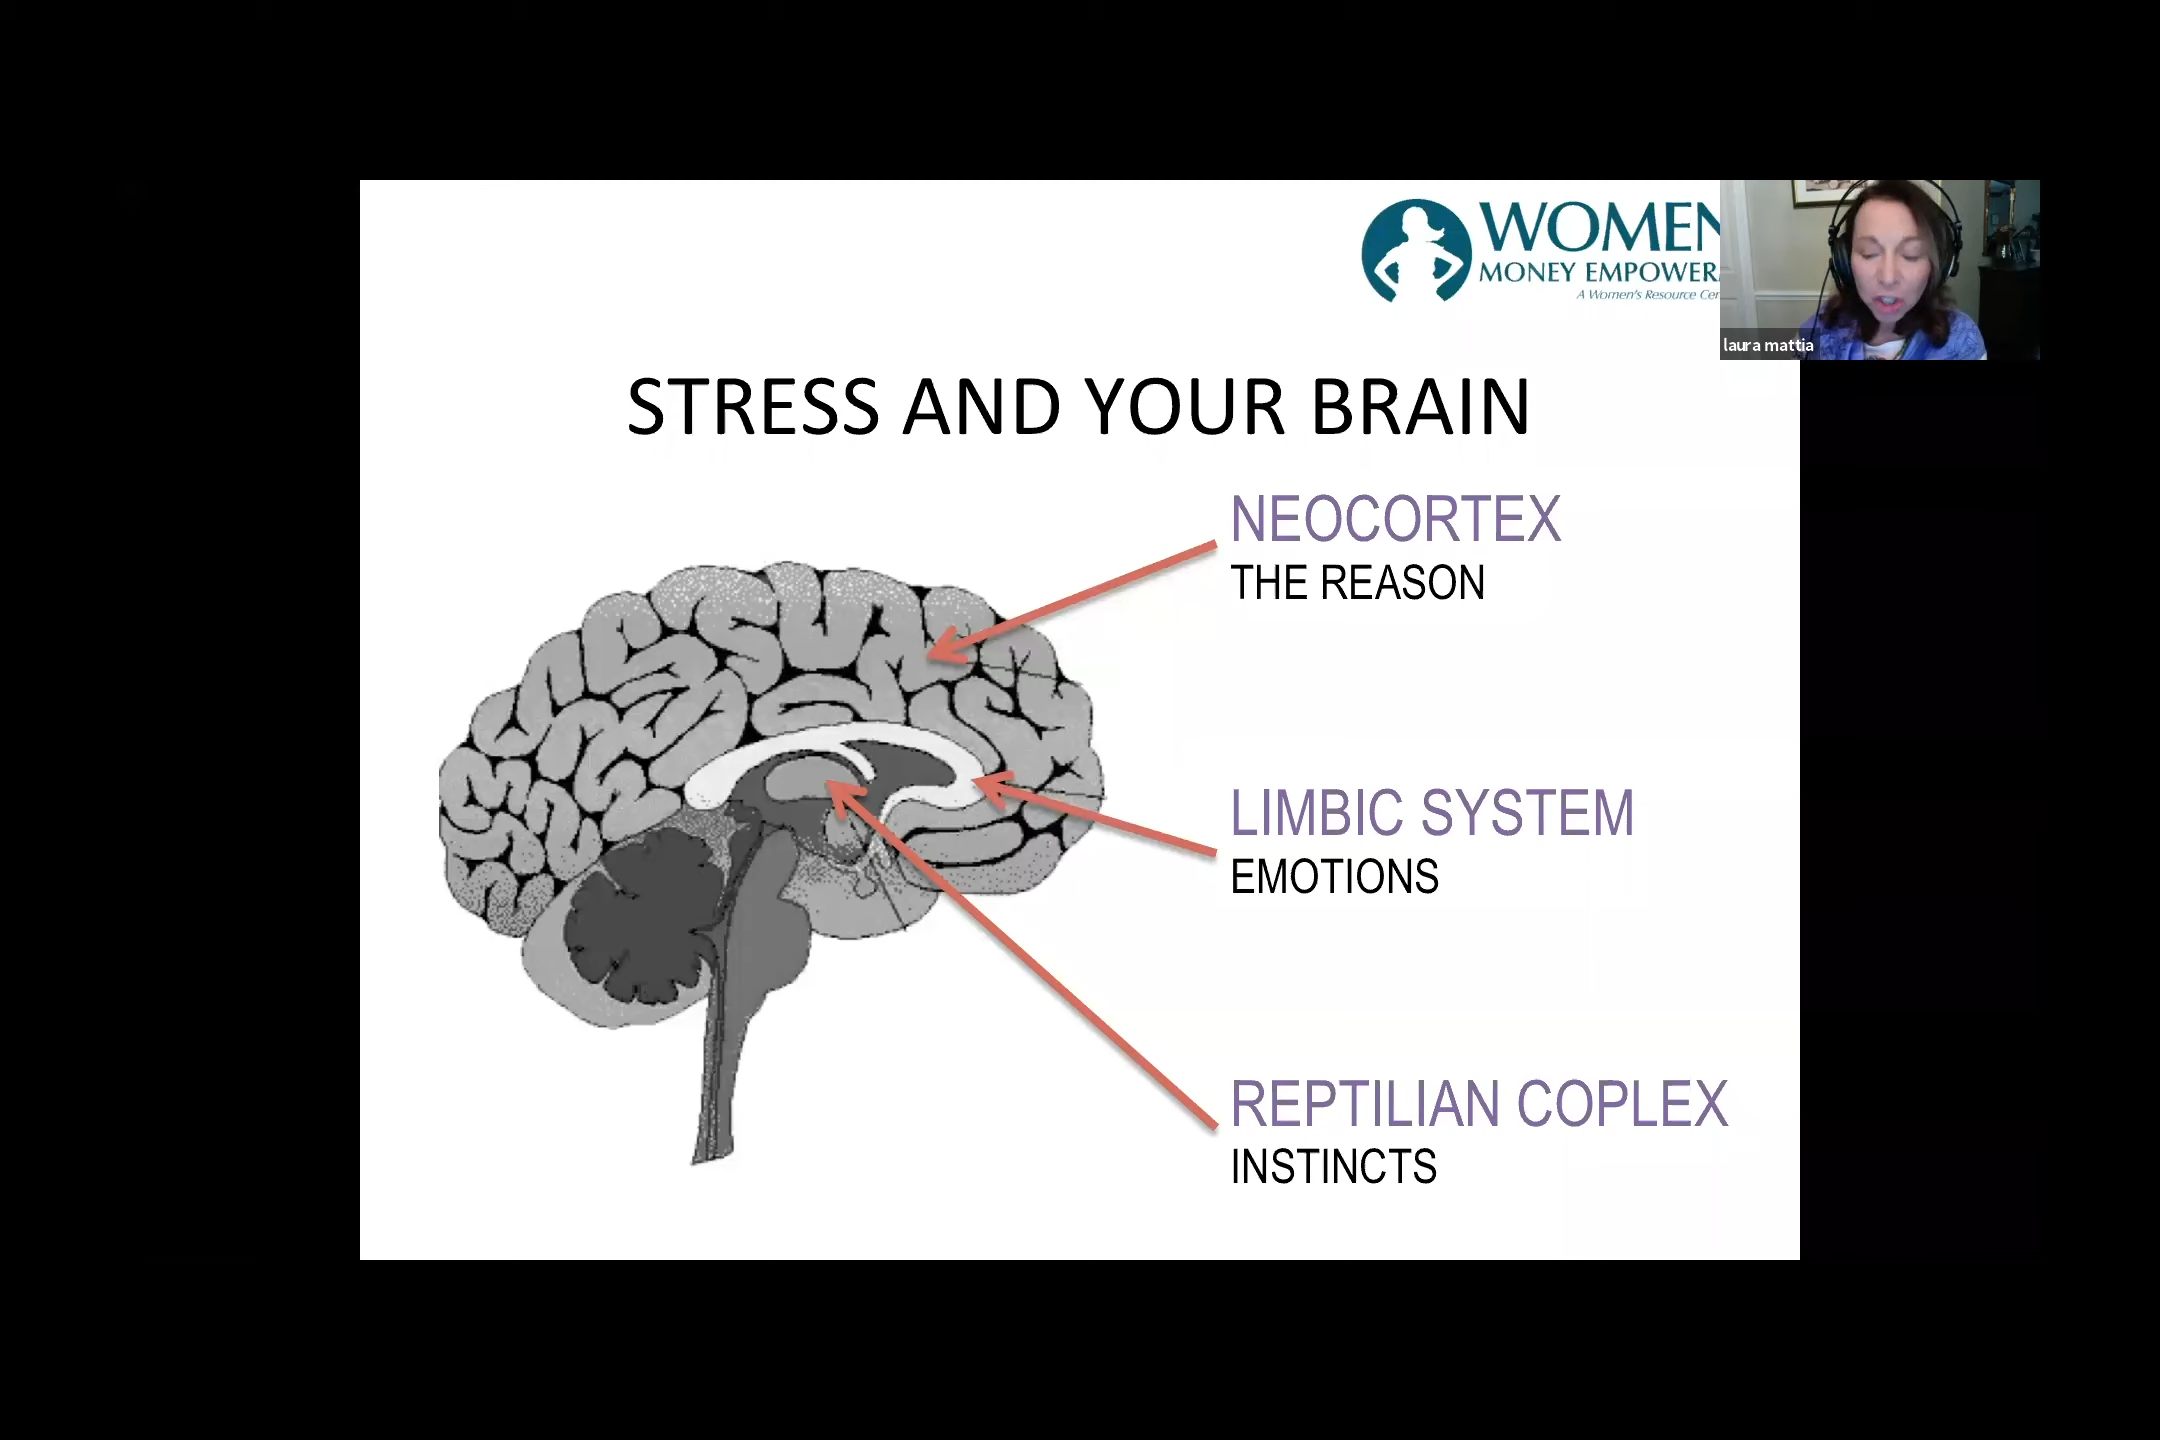 WOMEN
MONEY EMPOWER
A Women's Resource Cen
laura mattia
STRESS AND YOUR BRAIN
NEOCORTEX
THE REASON
LIMBIC SYSTEM
EMOTIONS
REPTILIAN COPLEX
INSTINCTS